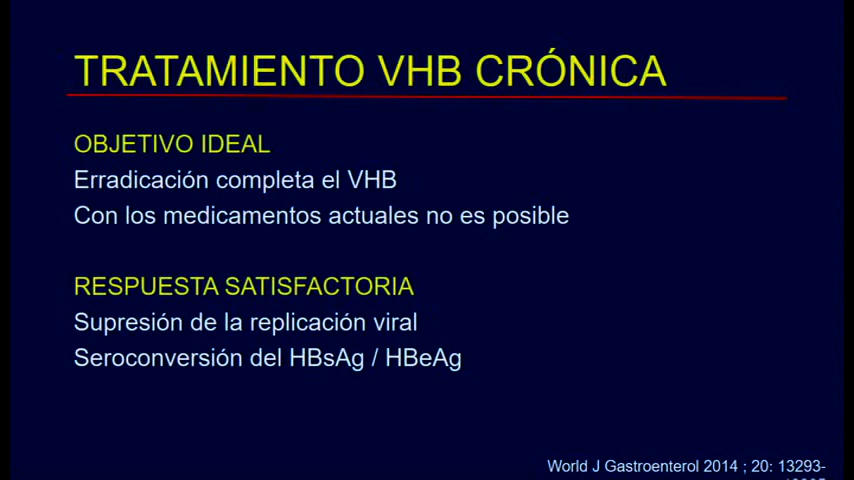 TRATAMIENTO VHB CRÓNICA
OBJETIVO IDEAL
Erradicación completa el VHB
Con los medicamentos actuales no es posible
RESPUESTA SATISFACTORIA
Supresión de la replicación viral
Seroconversión del HBsAg / HBeAg
World J Gastroenterol 2014 ; 20: 13293-